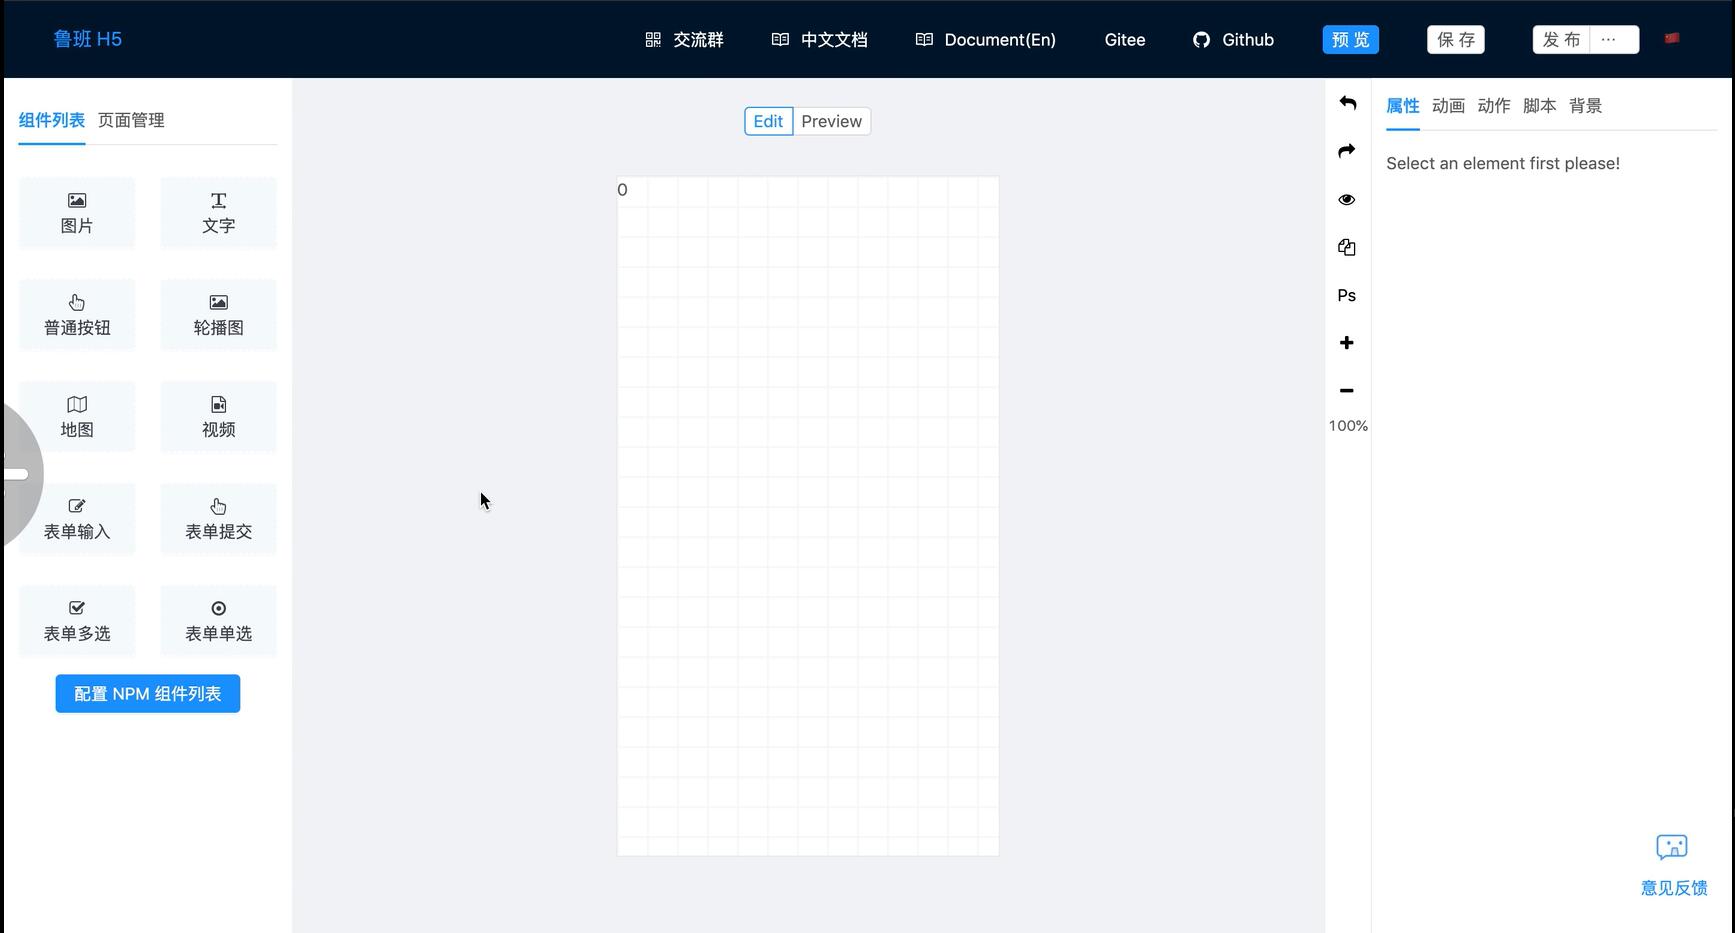 鲁班 H5
交流群
中文文档
Document(En)
Gitee
Github
预 览
保 存
发 布
组件列表
页面管理
图片
文字
普通按钮
轮播图
地图
视频
表单输入
表单提交
表单多选
表单单选
配置 NPM 组件列表
Edit
Preview
0
Ps
100%
属性
动画
动作
脚本
背景
Select an element first please!
意见反馈